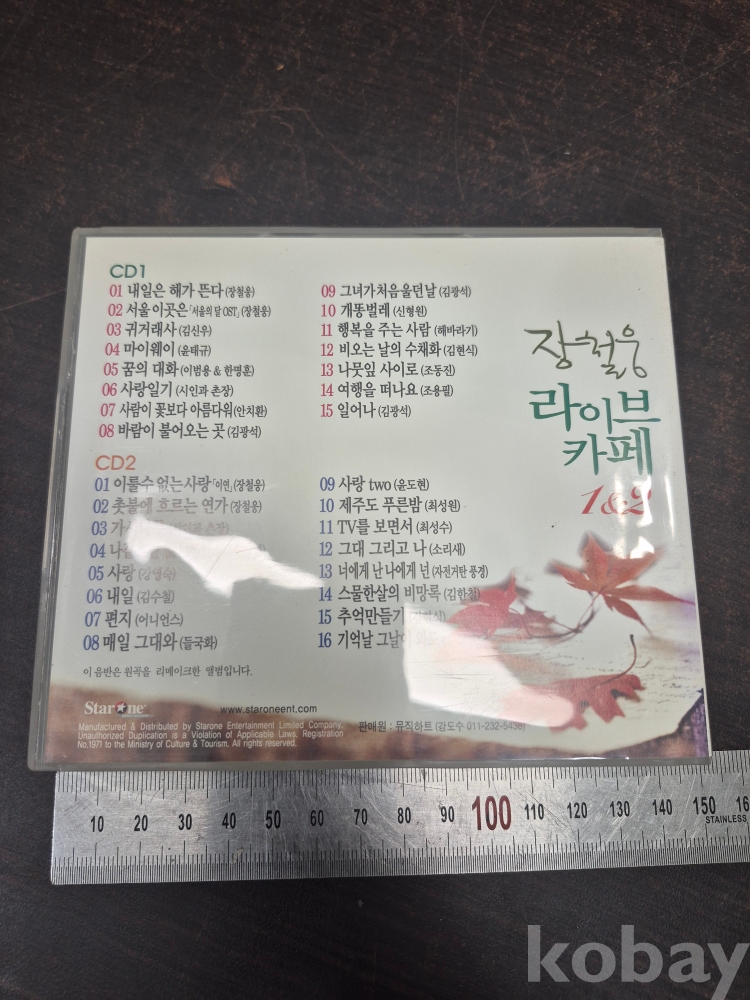 CD1
01 내일은 해가 뜬다 (장철웅)
02 서울 이곳은 「서울의 달 OST」 (장철웅)
03 귀거래사 (김신우)
04 마이웨이 (윤태규)
05 꿈의 대화 (이범용 & 한명훈)
06 사랑일기 (시인과 촌장)
07 사람이 꽃보다 아름다워(안치환)
08 바람이 불어오는 곳 (김광석)
09 그녀가처음울던날 (김광석)
10 개똥벌레 (신형원)
11 행복을 주는 사람 (해바라기)
12 비오는 날의 수채화 (김현식)
13 나뭇잎 사이로 (조동진)
14 여행을 떠나요 (조용필)
15 일어나 (김광석)
CD2
01 이룰수 없는사랑 「이연」 (장철웅)
02 촛불에 흐르는 연가 (장철웅)
03
04
05 사랑
06 내일 (김수철)
07 편지 (어니언스)
08 매일 그대와 (들국화)
09 사랑 two (윤도현)
10 제주도 푸른밤 (최성원)
11 TV를 보면서 (최성수)
12 그대 그리고 나 (소리새)
13 너에게 난 나에게 넌 (자전거탄 풍경)
14 스물한살의 비망록
15 추억만들기
16 기억날 그날이
이 음반은 원곡을 리메이크한 앨범입니다.
장철웅
라이브
카페
1&2
Star one
www.staroneent.com
판매원 : 뮤직하트 (강도수 011-232-5438)
Manufactured & Distributed by Starone Entertainment Limited Company.
Unauthorized Duplication is a Violation of Applicable Laws. Registration
No.1971 to the Ministry of Culture & Tourism. All rights reserved.
10 20 30 40 50 60 70 80 90 100 110 120 130 140 150 16
STAINLESS
kobay